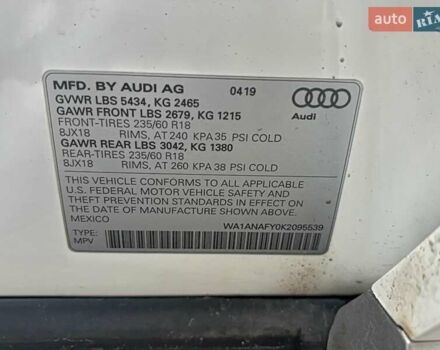 auto RIA
MFD. BY AUDI AG 04 19
GVWR LBS 5434, KG 2465
GAWR FRONT LBS 2679, KG 1215
FRONT-TIRES 235/60 R18
8JX18 RIMS, AT 240 KPA 35 PSI COLD
GAWR REAR LBS 3042, KG 1380
REAR-TIRES 235/60 R18
8JX18 RIMS, AT 260 KPA 38 PSI COLD
Audi
THIS VEHICLE CONFORMS TO ALL APPLICABLE
U.S. FEDERAL MOTOR VEHICLE SAFETY AND
THEFT PREVENTION STANDARDS IN EFFECT ON
THE DATE OF MANUFACTURE SHOWN ABOVE.
MEXICO
WA1ANAFY0K2095539
TYPE:
MPV